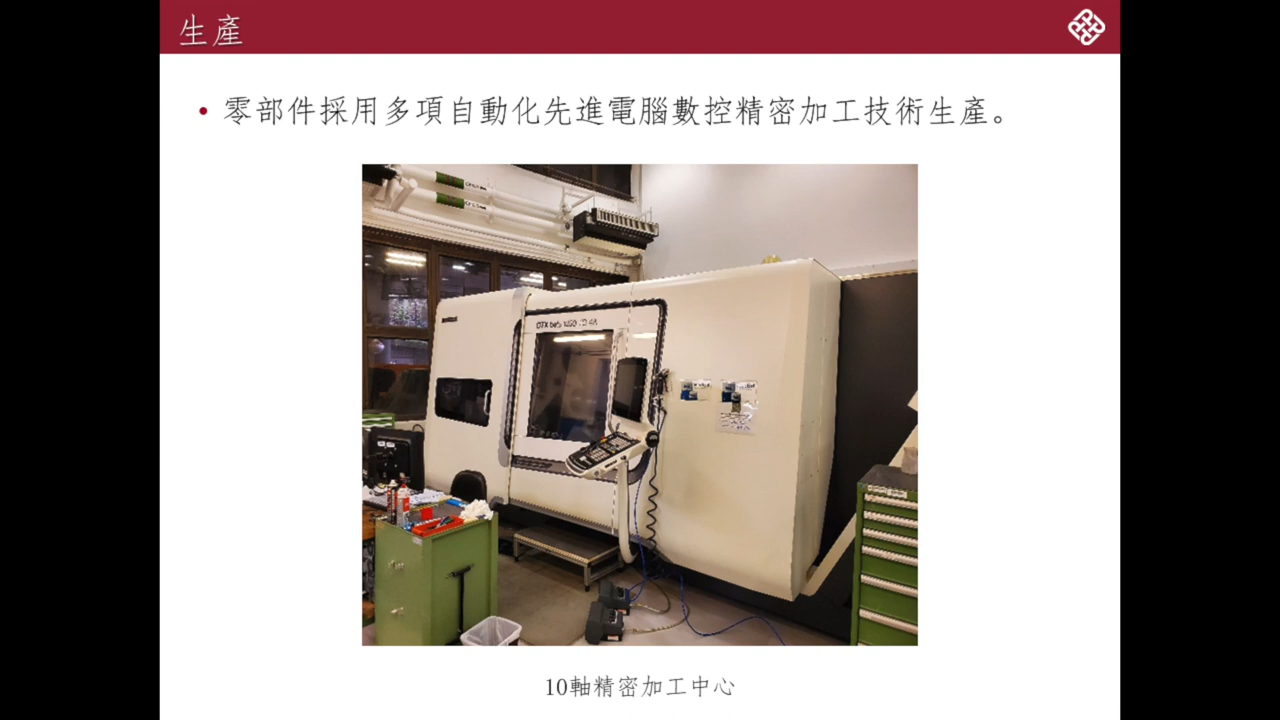 生產
• 零部件採用多項自動化先進電腦數控精密加工技術生產。
10軸精密加工中心